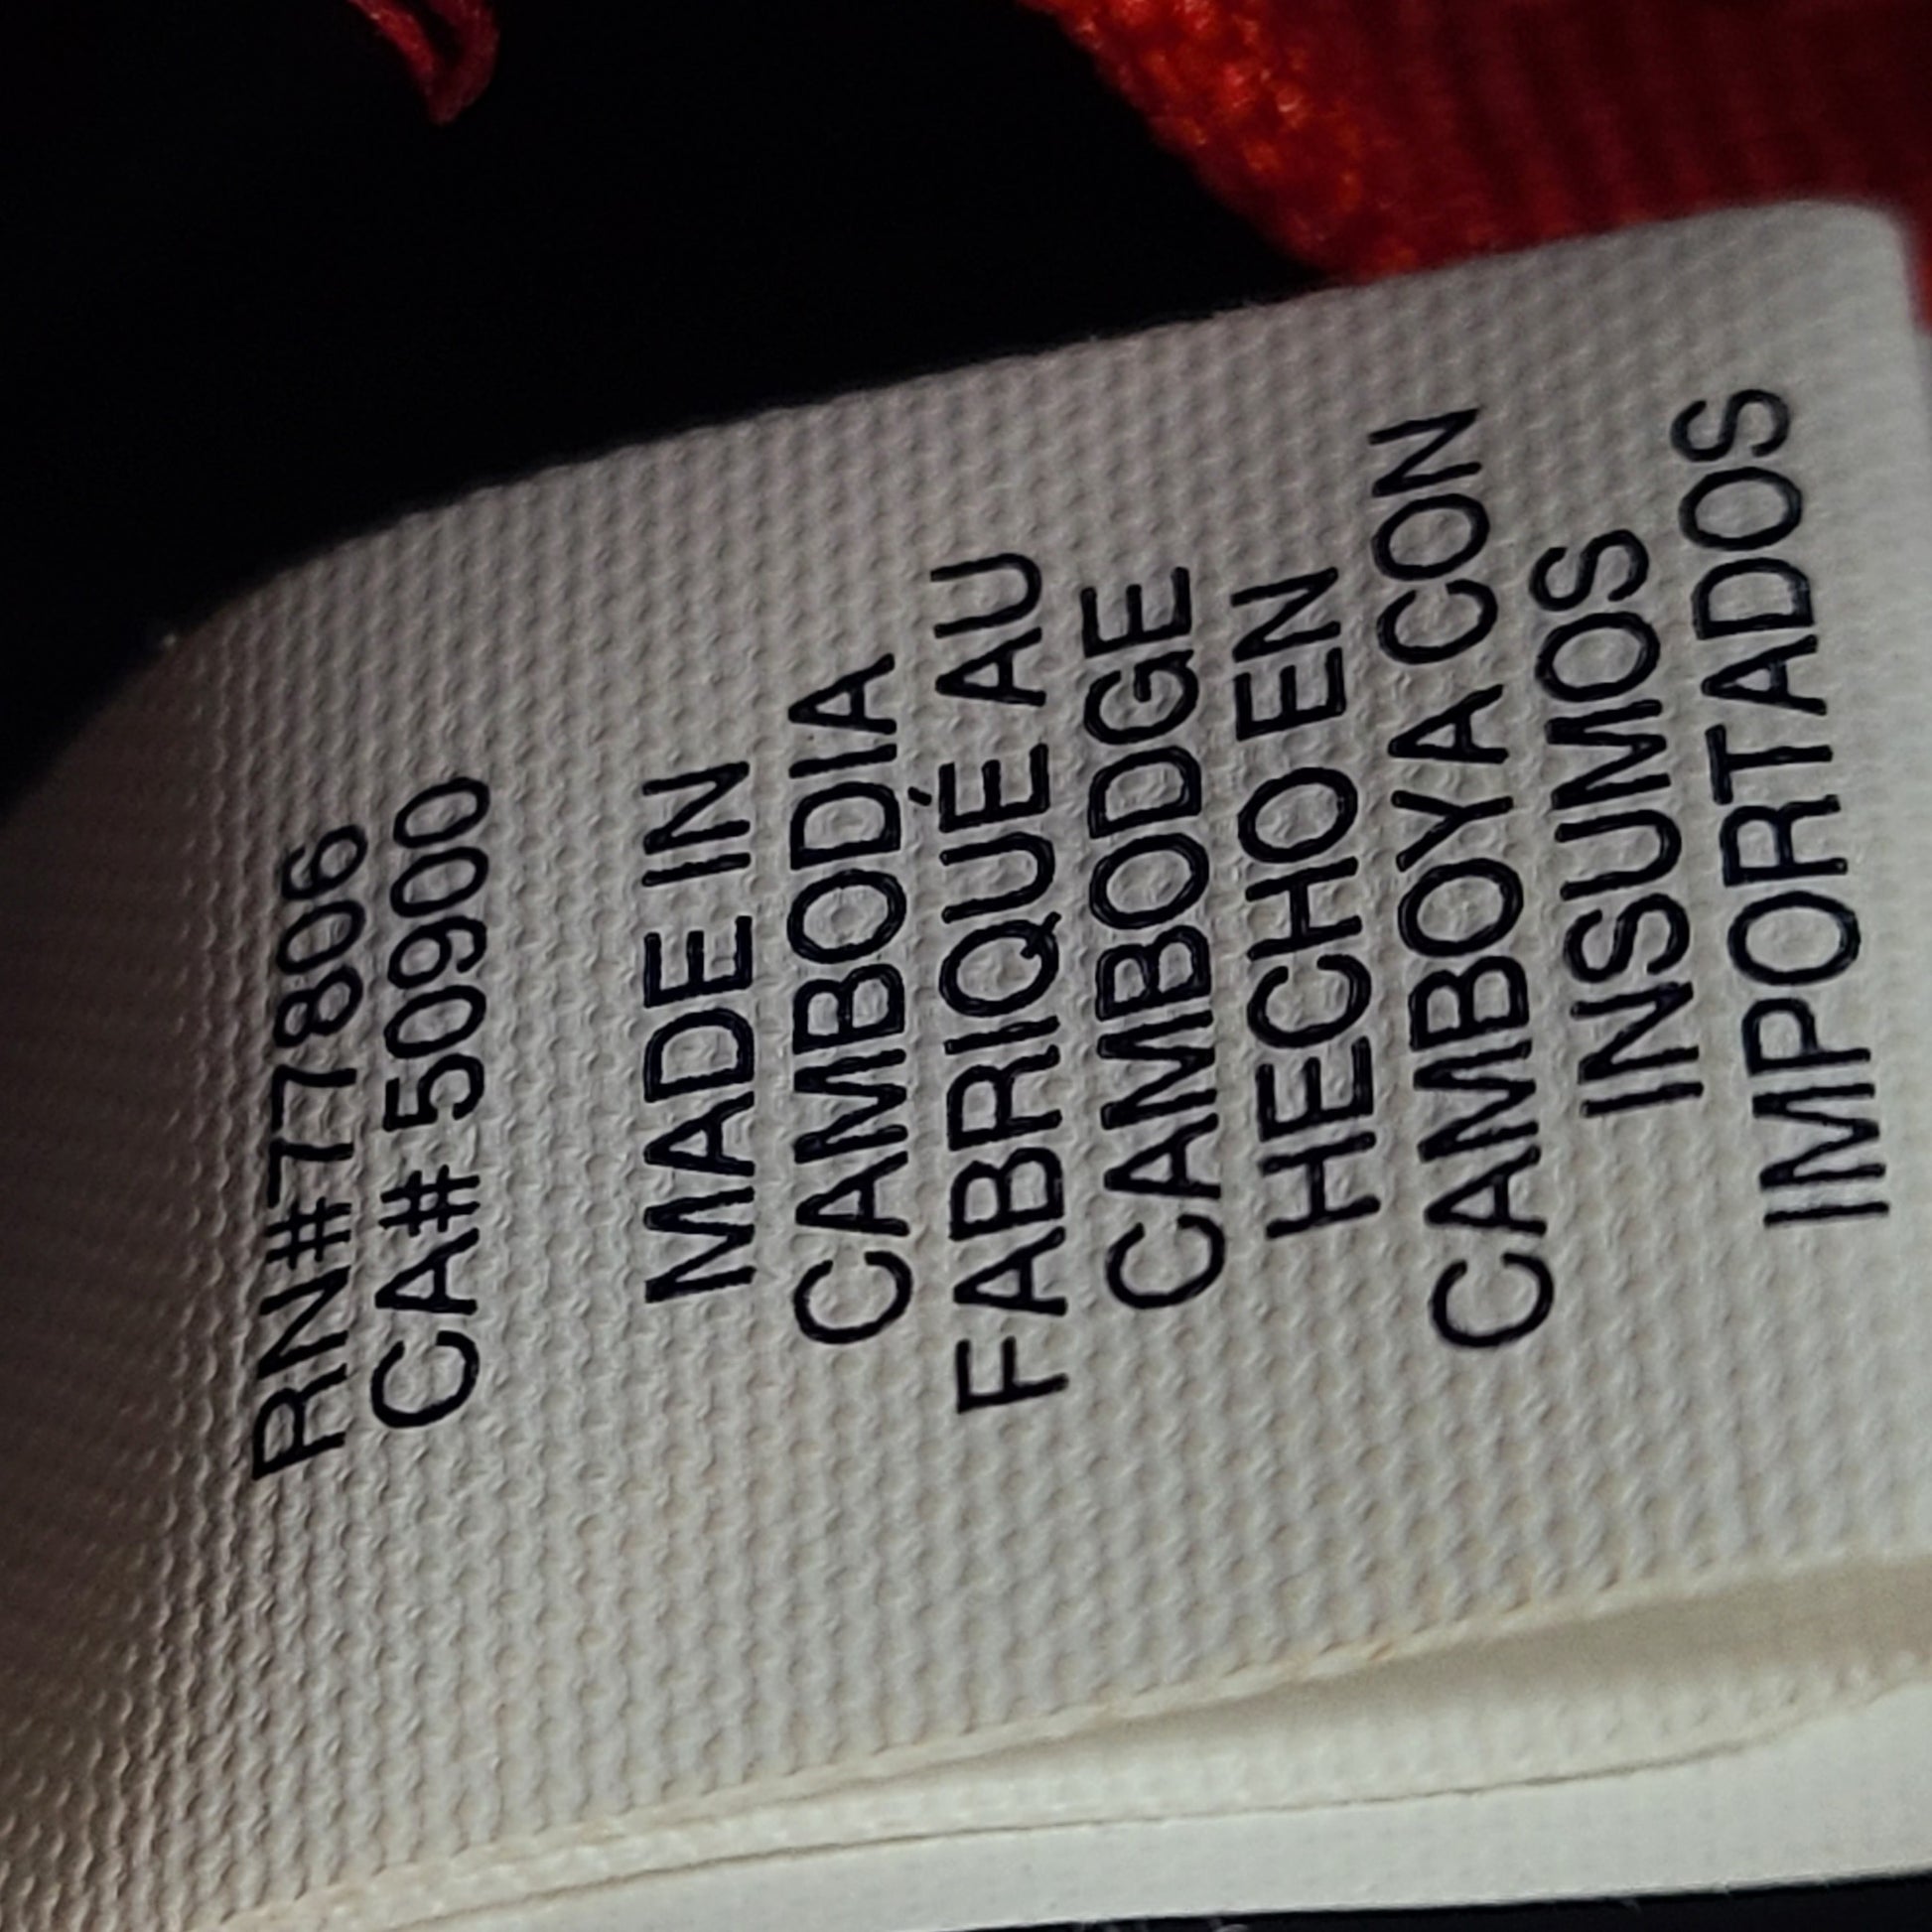 RN#77806
CA# 50900
MADE IN
CAMBODIA
FABRIQUÉ AU
CAMBODGE
HECHO EN
CAMBOYA CON
INSUMOS
IMPORTADOS